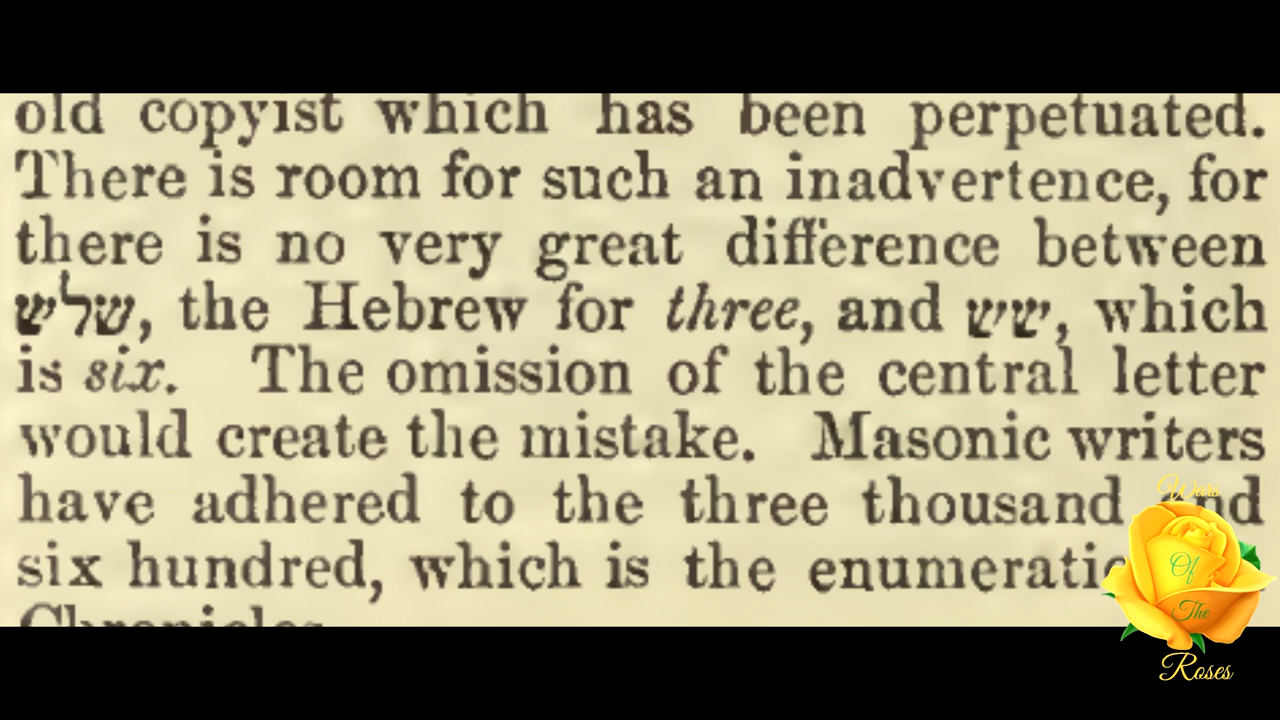 old copyist which has been perpetuated.
There is room for such an inadvertence, for
there is no very great difference between
שלש, the Hebrew for three, and שש, which
is six. The omission of the central letter
would create the mistake. Masonic writers
have adhered to the three thousand
six hundred, which is the
Chronicles
Wars
Of
The
Roses